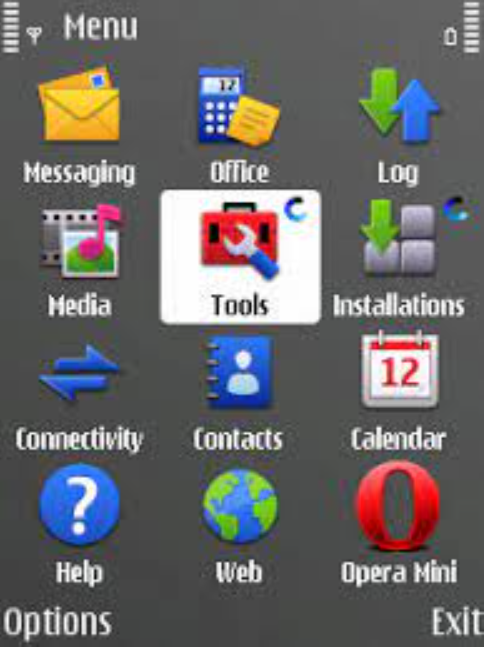 Menu
12
Messaging Office Log
Media Tools Installations
12
Connectivity Contacts Calendar
?
Help Web Opera Mini
Options Exit